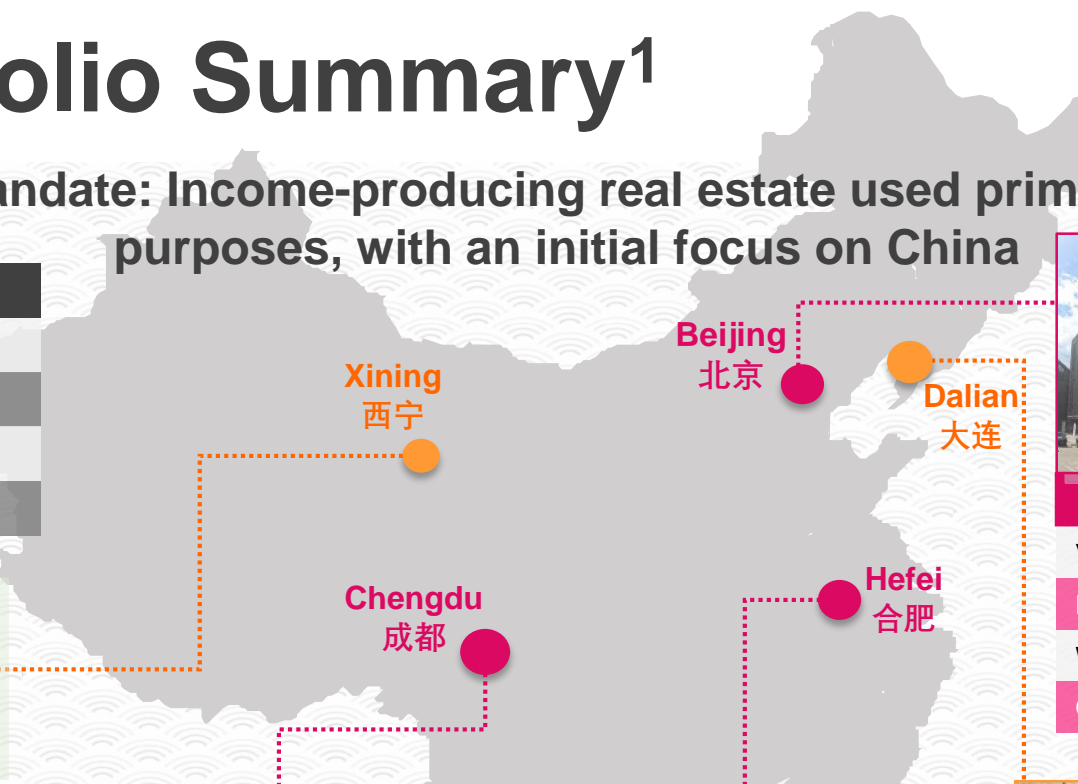 olio Summary¹
andate: Income-producing real estate used prim
purposes, with an initial focus on China
Beijing
北京
Xining
西宁
Dalian
大连
Hefei
合肥
Chengdu
成都